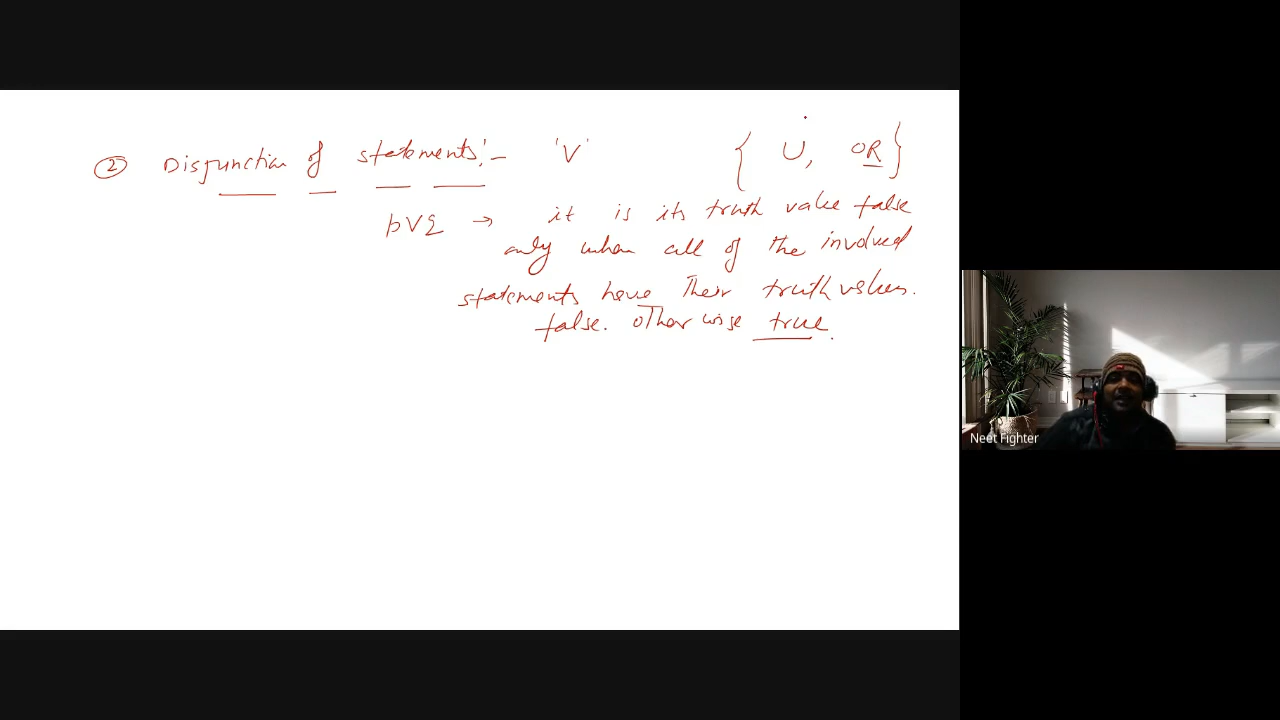 ② Disjunction of statements:- 'V' { U, OR }
pVq → it is its truth value false
only when all of the involved
statements have their truth values.
false. otherwise true.
Neet Fighter